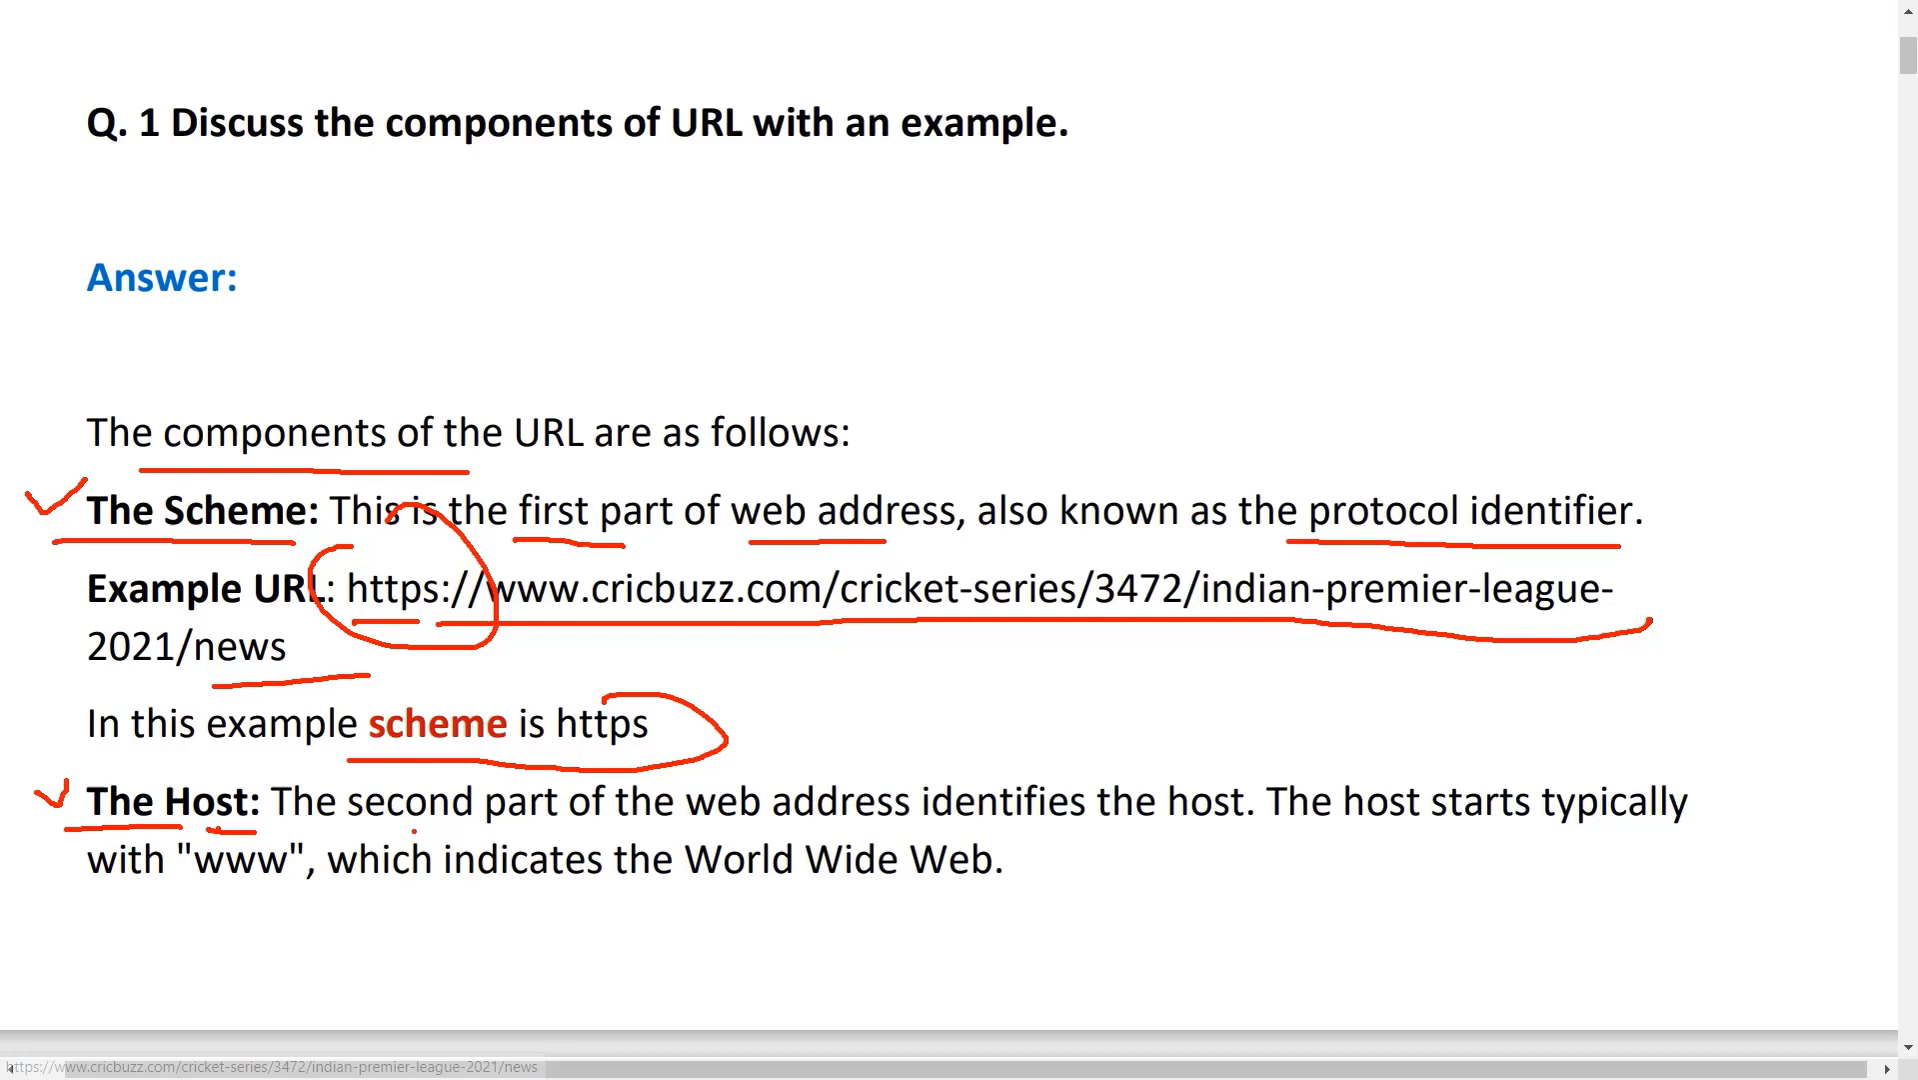 Q. 1 Discuss the components of URL with an example.
Answer:
The components of the URL are as follows:
The Scheme: This is the first part of web address, also known as the protocol identifier.
Example URL: https://www.cricbuzz.com/cricket-series/3472/indian-premier-league-
2021/news
In this example scheme is https
The Host: The second part of the web address identifies the host. The host starts typically
with "www", which indicates the World Wide Web.
https://www.cricbuzz.com/cricket-series/3472/indian-premier-league-2021/news